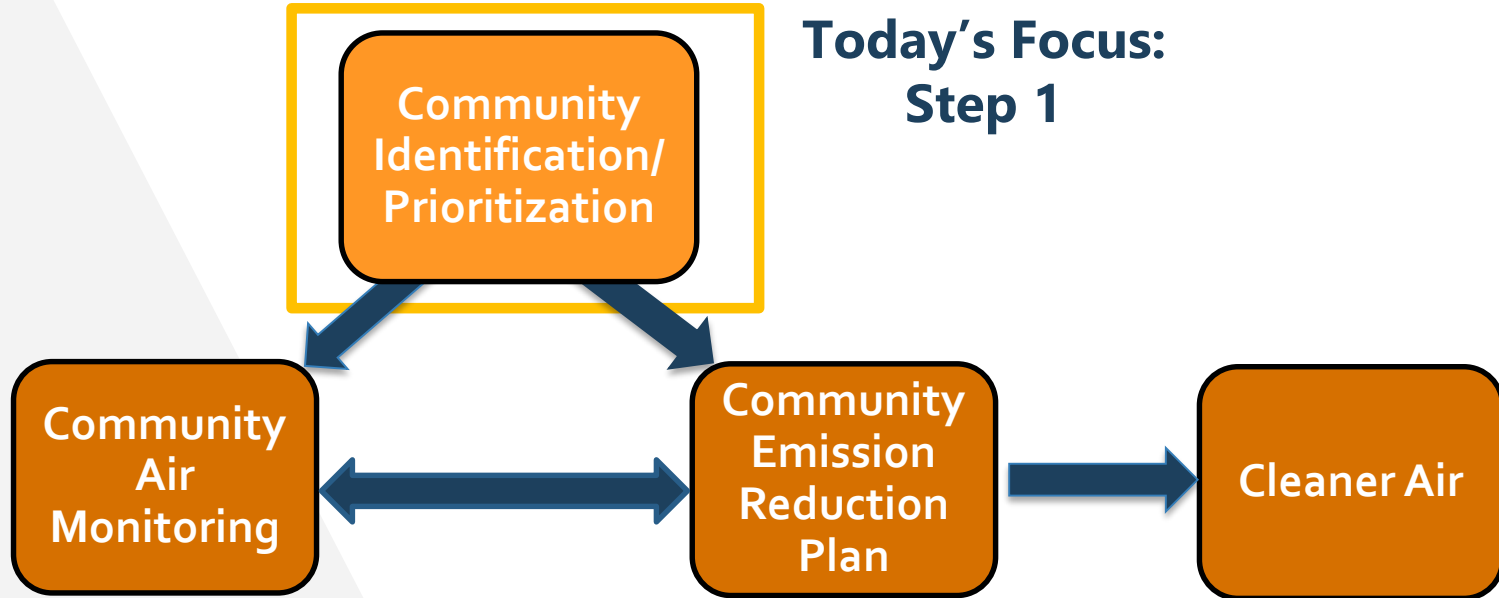 Today’s Focus:
Step 1
Community
Identification/
Prioritization
Community
Air
Monitoring
Community
Emission
Reduction
Plan
Cleaner Air